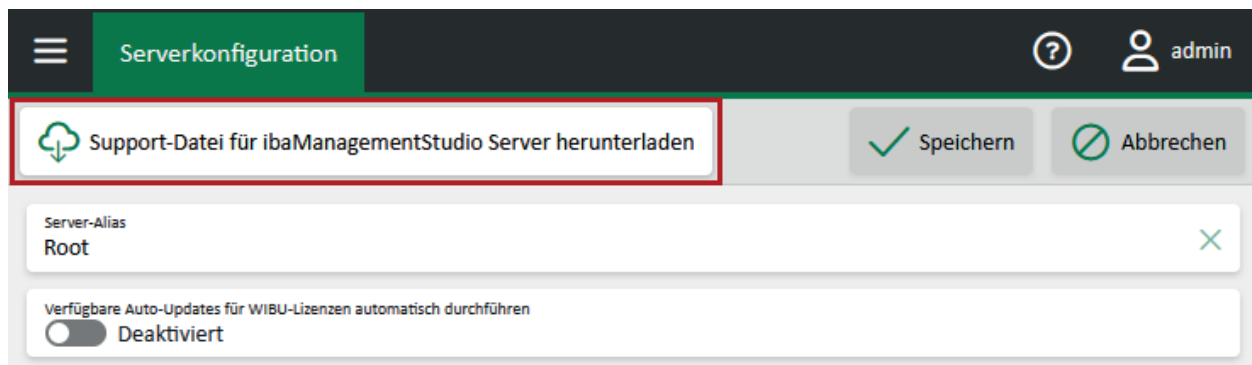 Serverkonfiguration
admin
Support-Datei für ibaManagementStudio Server herunterladen
Speichern
Abbrechen
Server-Alias
Root
Verfügbare Auto-Updates für WIBU-Lizenzen automatisch durchführen
Deaktiviert